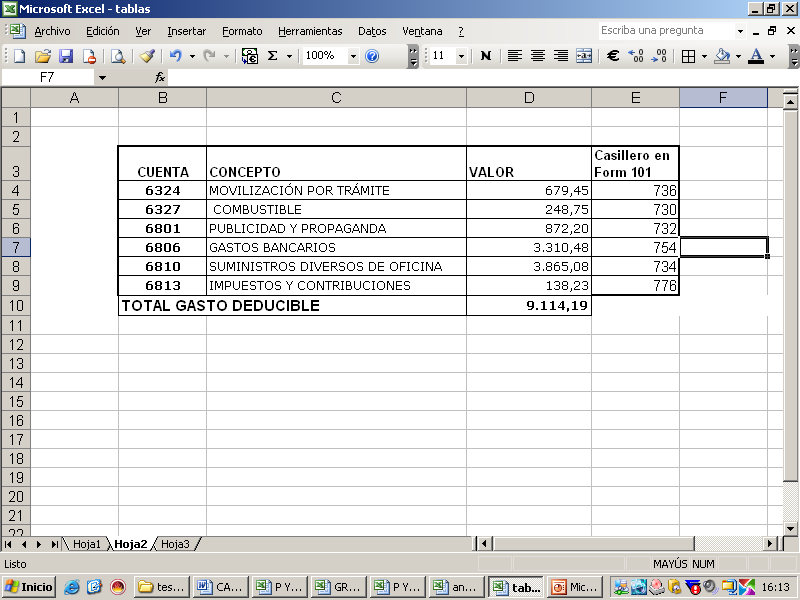 Microsoft Excel - tablas
Archivo Edición Ver Insertar Formato Herramientas Datos Ventana ? Escriba una pregunta
100% 11 N €
F7 fx
A B C D E F
1
2
3 CUENTA CONCEPTO VALOR Casillero en Form 101
4 6324 MOVILIZACIÓN POR TRÁMITE 679,45 736
5 6327 COMBUSTIBLE 248,75 730
6 6801 PUBLICIDAD Y PROPAGANDA 872,20 732
7 6806 GASTOS BANCARIOS 3.310,48 754
8 6810 SUMINISTROS DIVERSOS DE OFICINA 3.865,08 734
9 6813 IMPUESTOS Y CONTRIBUCIONES 138,23 776
10 TOTAL GASTO DEDUCIBLE 9.114,19
11
12
13
14
15
16
17
18
19
20
21
22
Hoja1 Hoja2 Hoja3
Listo MAYÚS NUM
Inicio tes... CA... P Y... GR... P Y... an... tab... Mic... 16:13